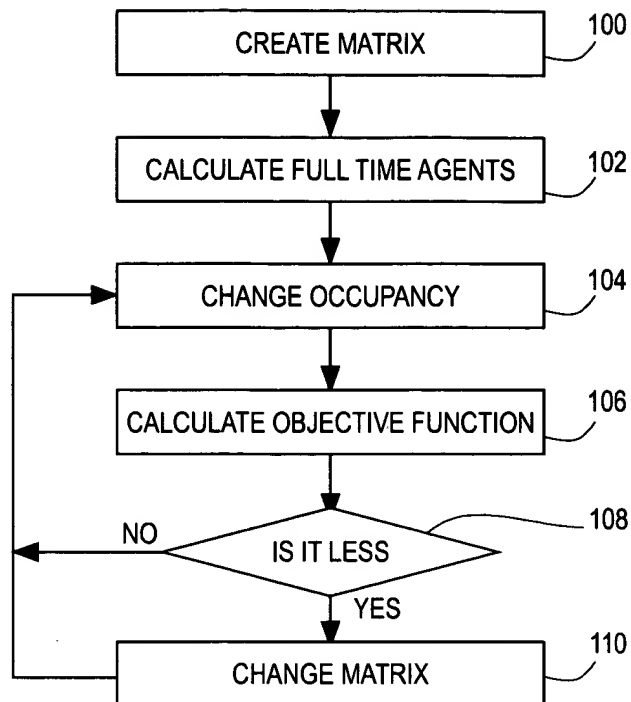 CREATE MATRIX
100
CALCULATE FULL TIME AGENTS
102
CHANGE OCCUPANCY
104
CALCULATE OBJECTIVE FUNCTION
106
NO
IS IT LESS
108
YES
CHANGE MATRIX
110